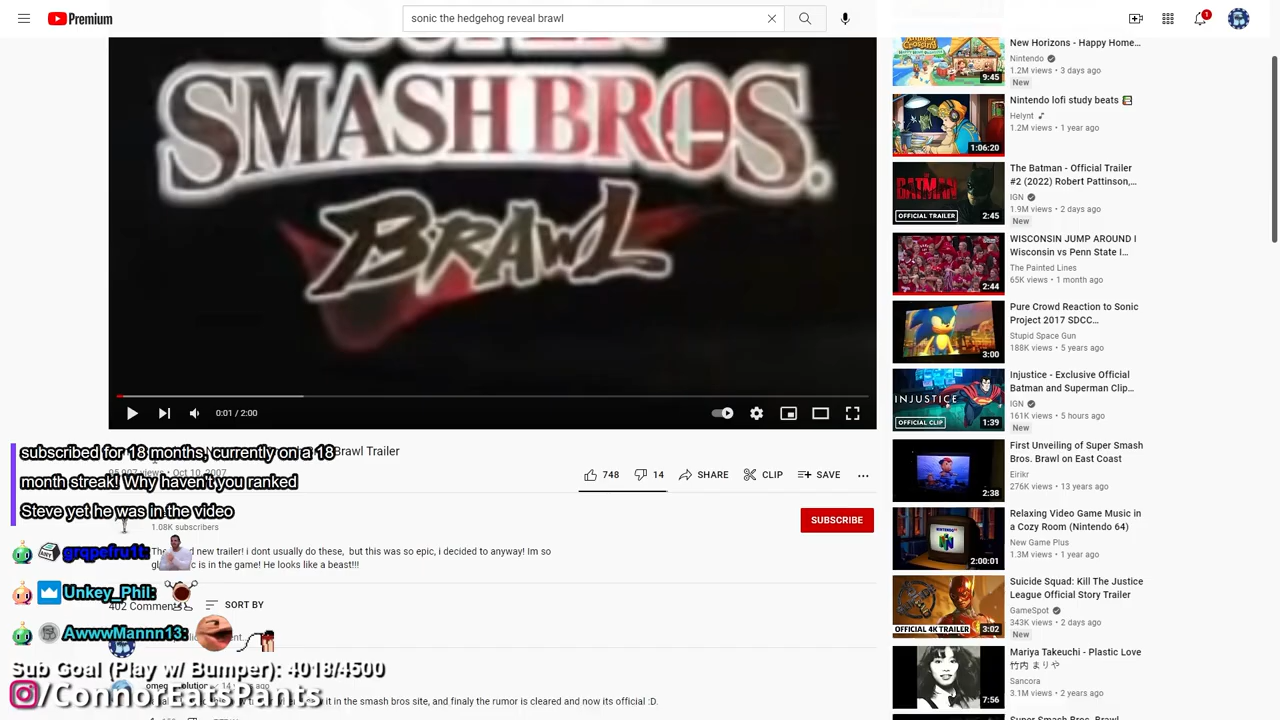 Premium
sonic the hedgehog reveal brawl
1
SMASH BROS.
BRAWL
0:01 / 2:00
Brawl Trailer
views • Oct 10, 2007
748
14
SHARE
CLIP
SAVE
1.08K subscribers
SUBSCRIBE
new trailer! i dont usually do these, but this was so epic, i decided to anyway! Im so
is in the game! He looks like a beast!!!
402 Comments
SORT BY
it in the smash bros site, and finaly the rumor is cleared and now its official :D.
subscribed for 18 months, currently on a 18
month streak! Why haven't you ranked
Steve yet he was in the video
grqpefru1t:
Unkey_Phil:
AwwwMannn13:
Sub Goal (Play w/ Bumper): 4018/4500
/ConnorEatsPants
New Horizons - Happy Home...
Nintendo
1.2M views • 3 days ago
New
9:45
Nintendo lofi study beats
Helynt
1.2M views • 1 year ago
1:06:20
The Batman - Official Trailer
#2 (2022) Robert Pattinson,...
IGN
1.9M views • 2 days ago
New
BATMAN
OFFICIAL TRAILER
2:45
WISCONSIN JUMP AROUND I
Wisconsin vs Penn State I...
The Painted Lines
65K views • 1 month ago
2:44
Pure Crowd Reaction to Sonic
Project 2017 SDCC...
Stupid Space Gun
188K views • 5 years ago
3:00
Injustice - Exclusive Official
Batman and Superman Clip...
IGN
161K views • 5 hours ago
New
INJUSTICE
OFFICIAL CLIP
1:39
First Unveiling of Super Smash
Bros. Brawl on East Coast
Eirikr
276K views • 13 years ago
2:38
Relaxing Video Game Music in
a Cozy Room (Nintendo 64)
New Game Plus
1.3M views • 1 year ago
2:00:01
Suicide Squad: Kill The Justice
League Official Story Trailer
GameSpot
343K views • 2 days ago
New
OFFICIAL 4K TRAILER
3:02
Mariya Takeuchi - Plastic Love
竹内 まりや
Sancora
3.1M views • 2 years ago
7:56
Super Smash Bros. Brawl